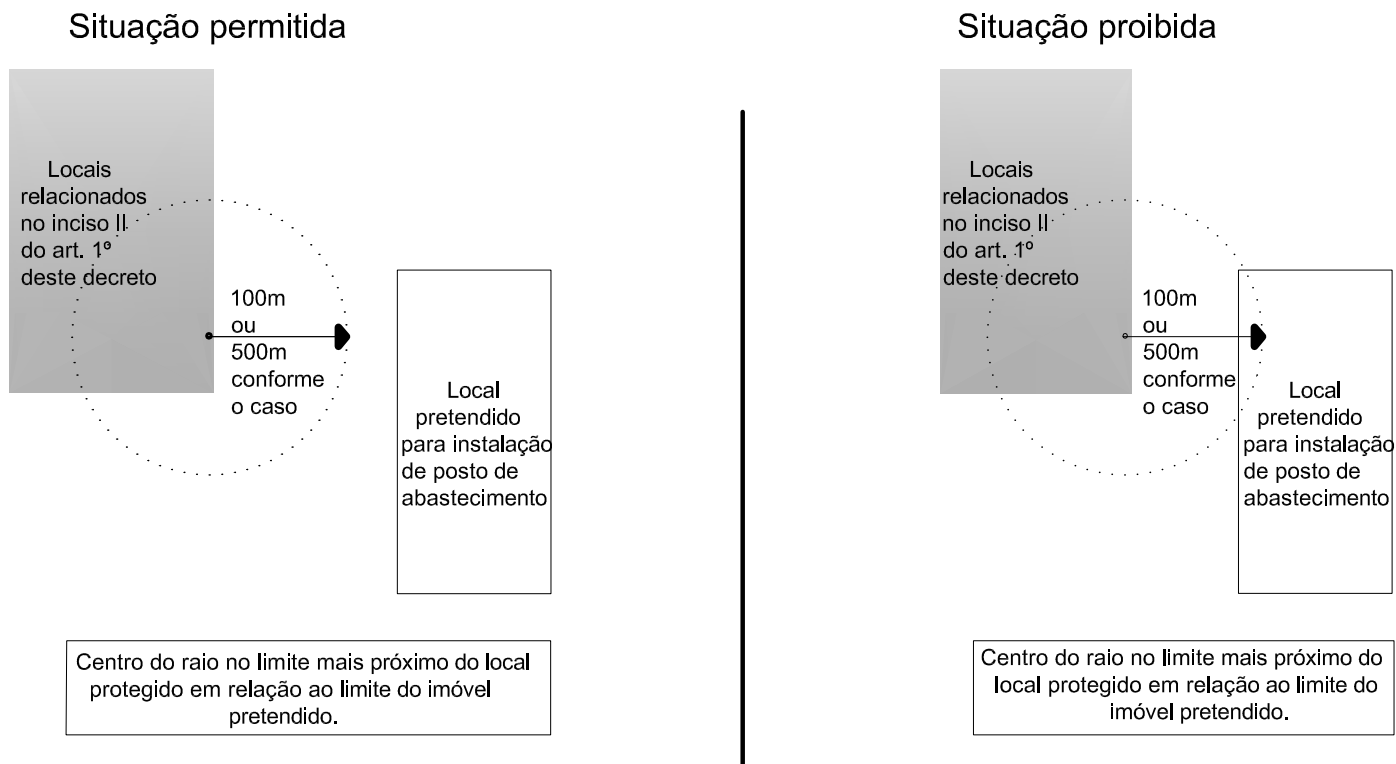 Situação permitida
Locais
relacionados
no inciso II
do art. 1º
deste decreto
100m
ou
500m
conforme
o caso
Local
pretendido
para instalação
de posto de
abastecimento
Centro do raio no limite mais próximo do local
protegido em relação ao limite do imóvel
pretendido.
Situação proibida
Locais
relacionados
no inciso II
do art. 1º
deste decreto
100m
ou
500m
conforme
o caso
Local
pretendido
para instalação
de posto de
abastecimento
Centro do raio no limite mais próximo do
local protegido em relação ao limite do
imóvel pretendido.